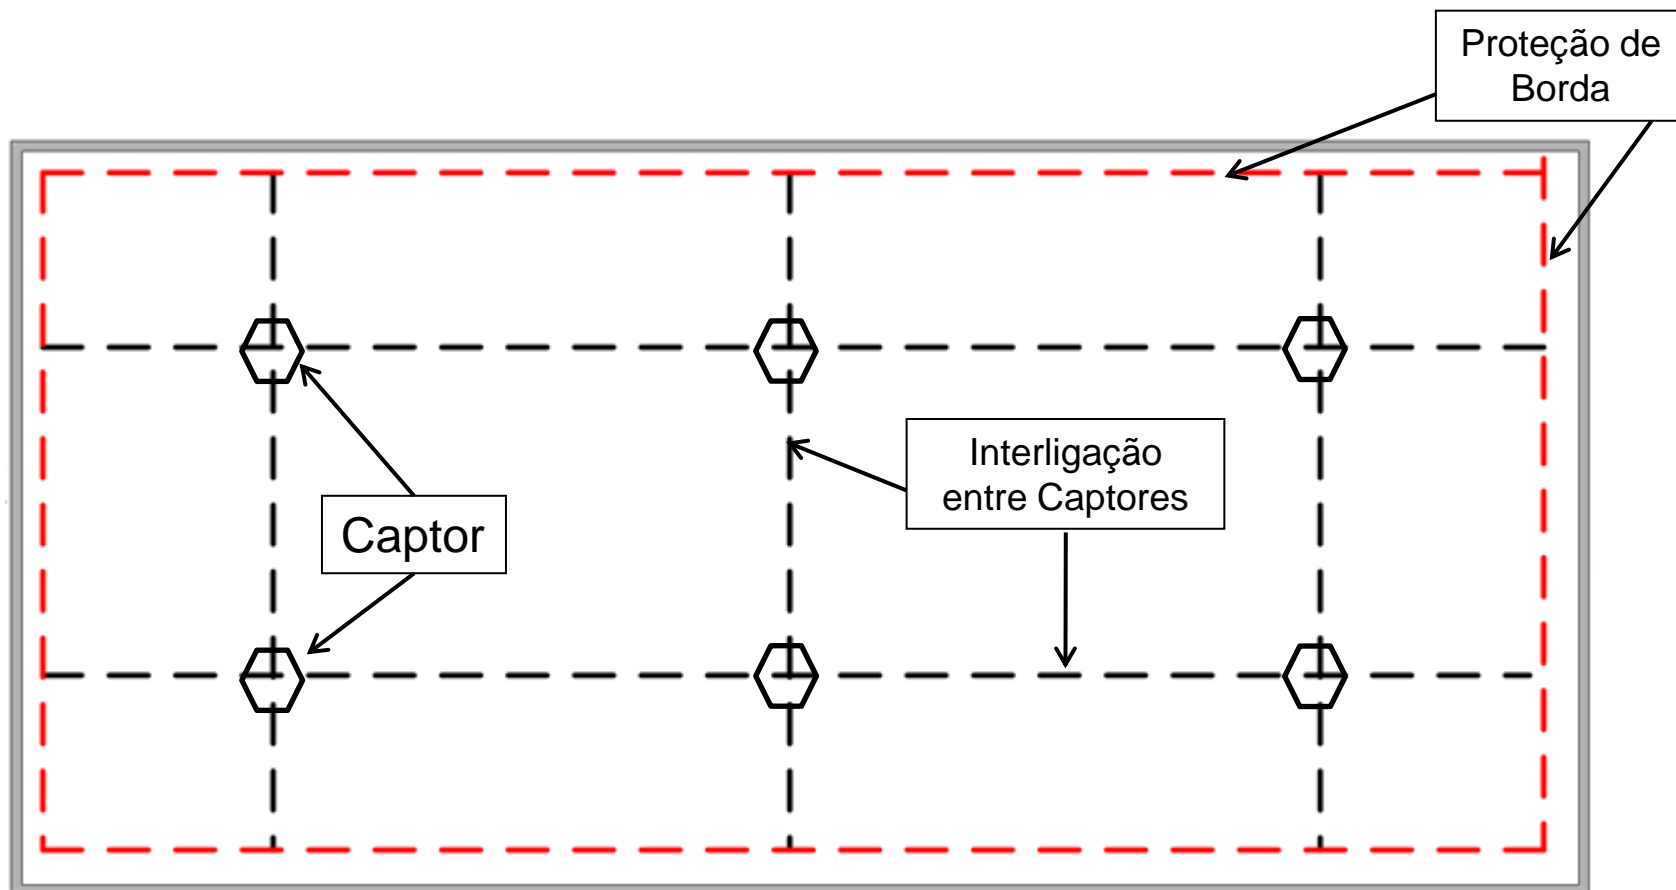 Proteção de
Borda
Interligação
entre Captores
Captor